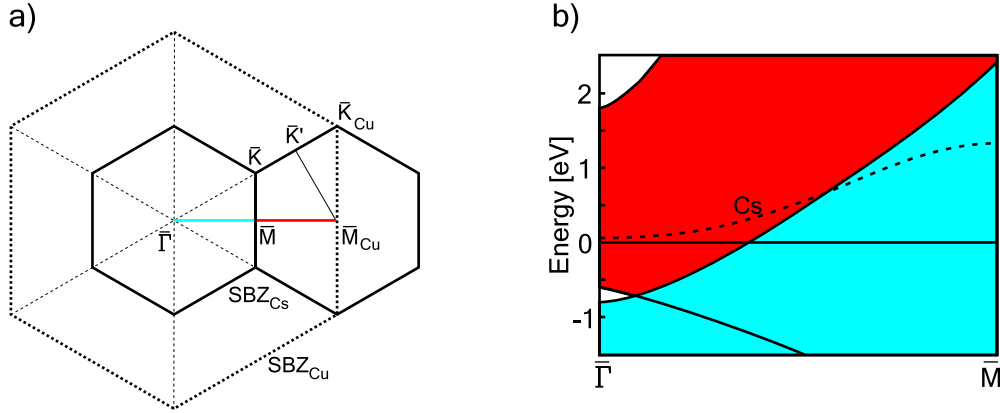 a)
K̄Cu
K̄'
K̄
Γ̄
M̄
M̄Cu
SBZCs
SBZCu
b)
Energy [eV]
2
1
0
-1
Cs
Γ̄
M̄